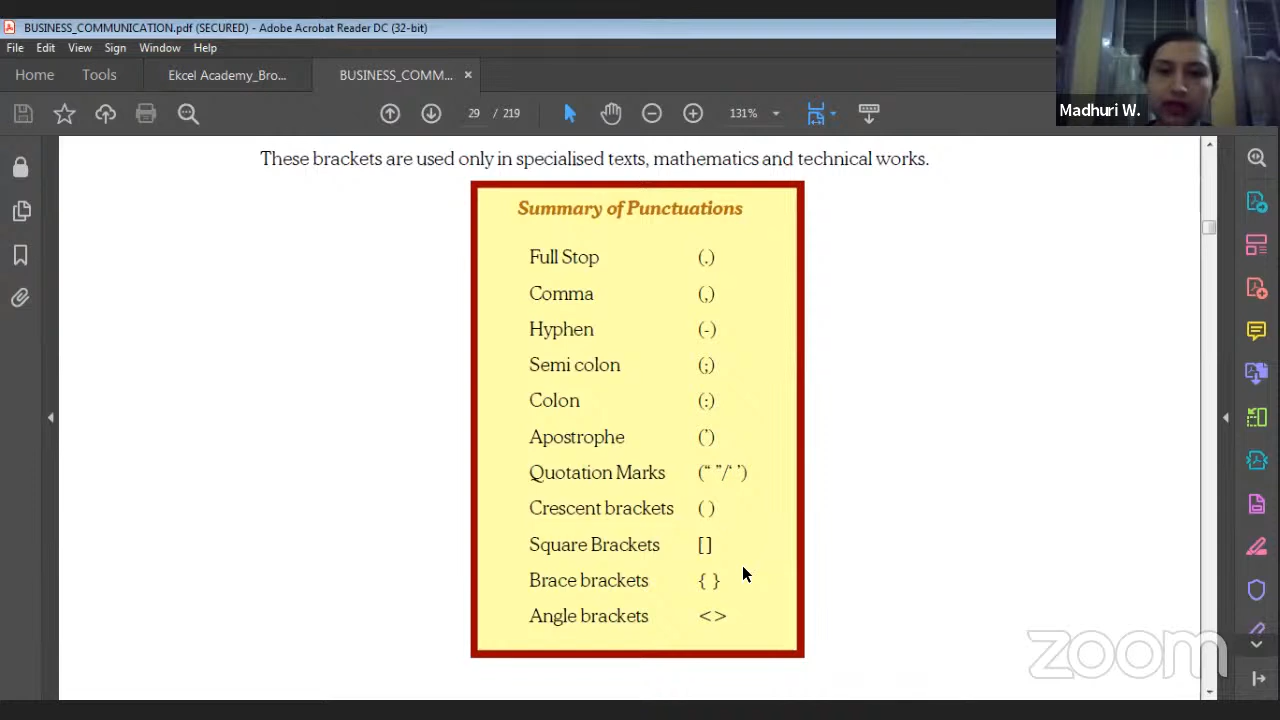 BUSINESS_COMMUNICATION.pdf (SECURED) - Adobe Acrobat Reader DC (32-bit)
File Edit View Sign Window Help
Home Tools Ekcel Academy_Bro... BUSINESS_COMM... ×
29 / 219 131%
Madhuri W.
These brackets are used only in specialised texts, mathematics and technical works.
Summary of Punctuations
Full Stop (.)
Comma (,)
Hyphen (-)
Semi colon (;)
Colon (:)
Apostrophe (’)
Quotation Marks (“ ”/‘ ’)
Crescent brackets ( )
Square Brackets [ ]
Brace brackets { }
Angle brackets < >
zoom